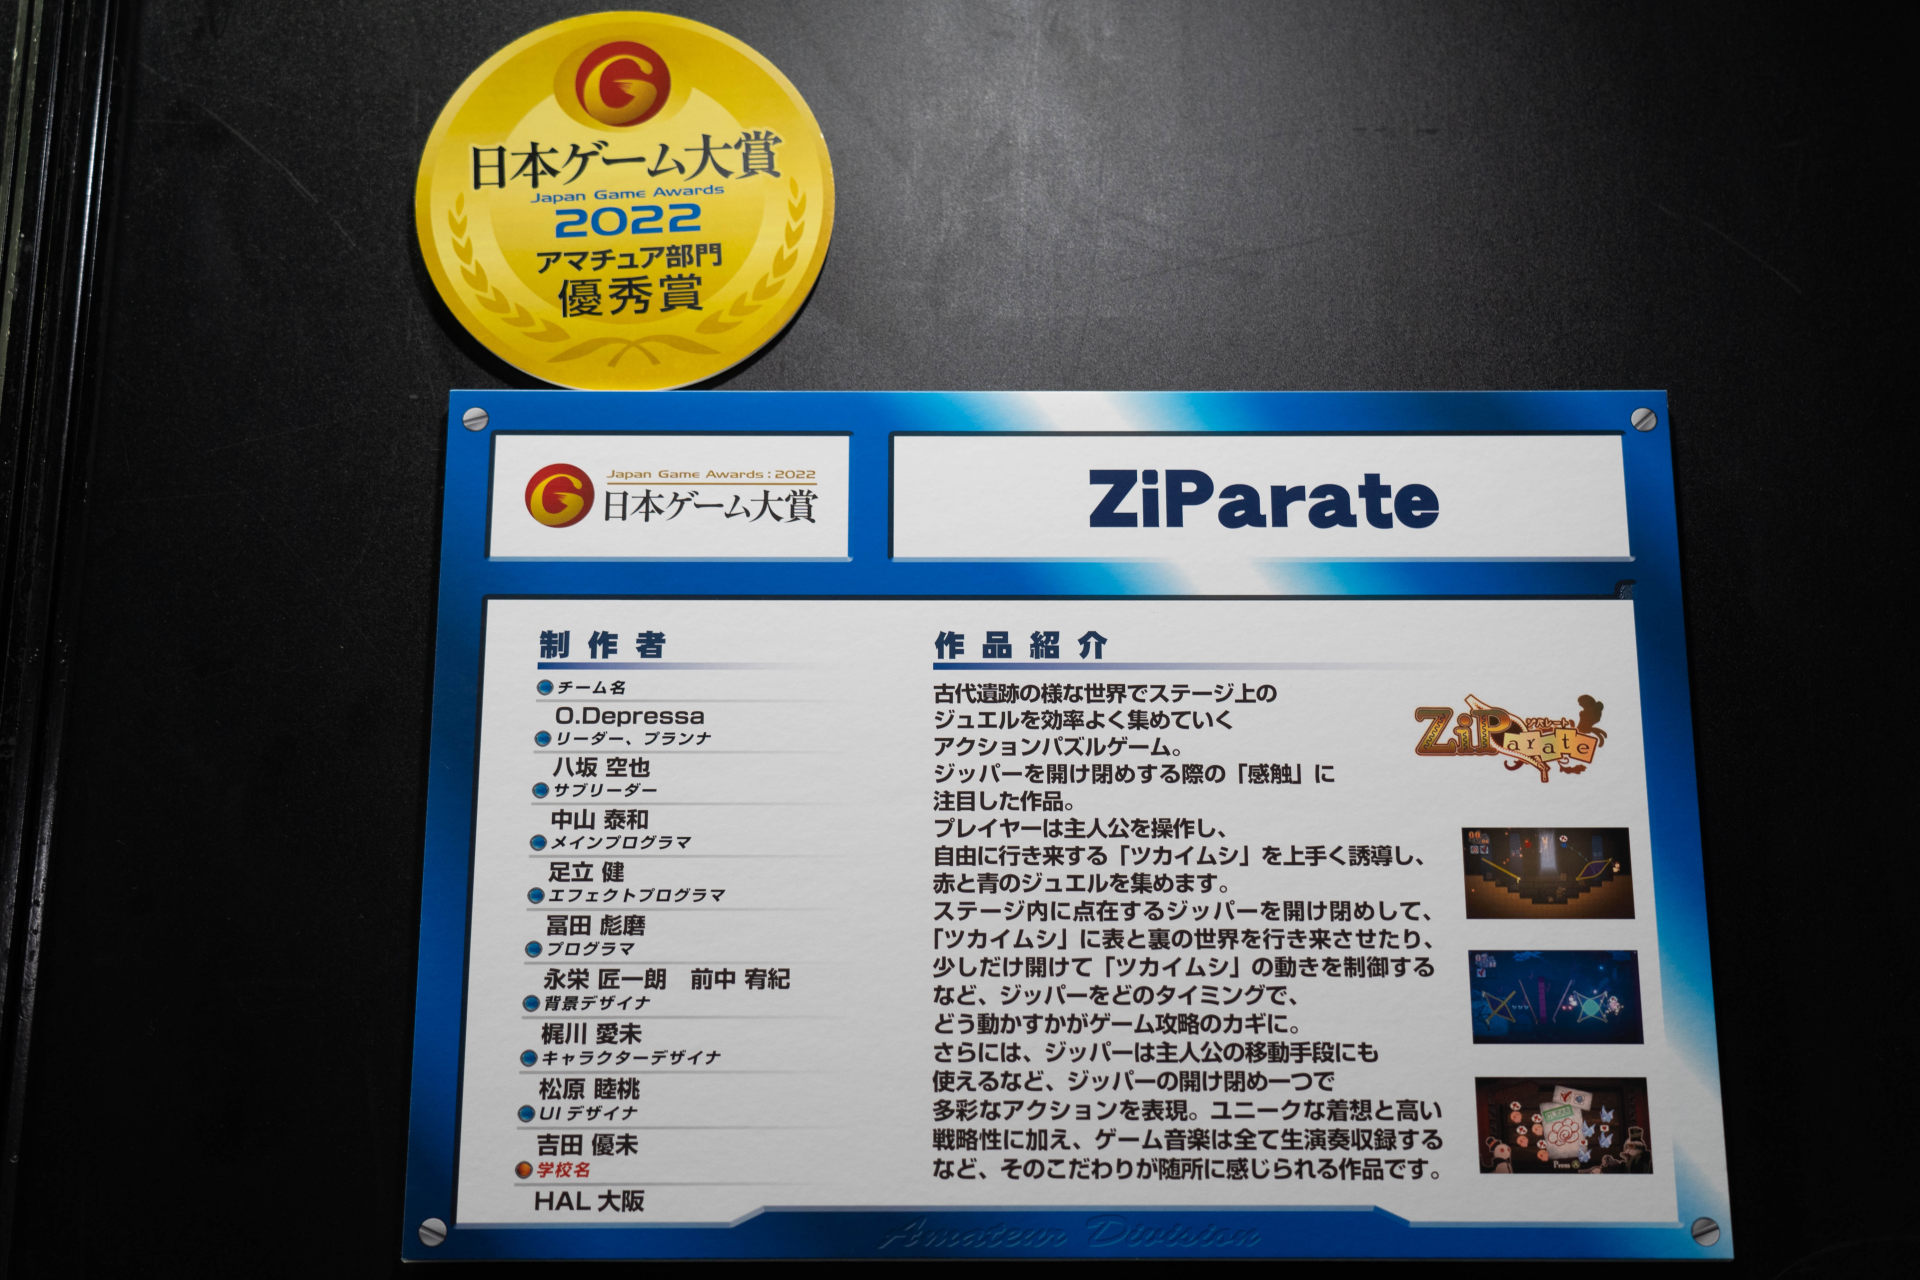 日本ゲーム大賞
Japan Game Awards
2022
アマチュア部門
優秀賞
Japan Game Awards : 2022
日本ゲーム大賞
ZiParate
制作者
チーム名
O.Depressa
リーダー、プランナ
八坂 空也
サブリーダー
中山 泰和
メインプログラマ
足立 健
エフェクトプログラマ
冨田 彪磨
プログラマ
永栄 匠一朗　前中 宥紀
背景デザイナ
梶川 愛未
キャラクターデザイナ
松原 睦桃
UIデザイナ
吉田 優未
学校名
HAL 大阪
作品紹介
古代遺跡の様な世界でステージ上の
ジュエルを効率よく集めていく
アクションパズルゲーム。
ジッパーを開け閉めする際の「感触」に
注目した作品。
プレイヤーは主人公を操作し、
自由に行き来する「ツカイムシ」を上手く誘導し、
赤と青のジュエルを集めます。
ステージ内に点在するジッパーを開け閉めして、
「ツカイムシ」に表と裏の世界を行き来させたり、
少しだけ開けて「ツカイムシ」の動きを制御する
など、ジッパーをどのタイミングで、
どう動かすかがゲーム攻略のカギに。
さらには、ジッパーは主人公の移動手段にも
使えるなど、ジッパーの開け閉め一つで
多彩なアクションを表現。ユニークな着想と高い
戦略性に加え、ゲーム音楽は全て生演奏収録する
など、そのこだわりが随所に感じられる作品です。
ZiParate
ジパレート
Press A
Amateur Division